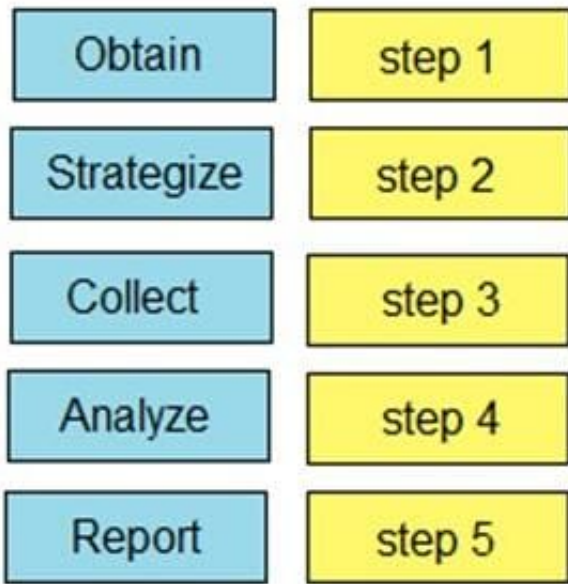 Obtain step 1
Strategize step 2
Collect step 3
Analyze step 4
Report step 5